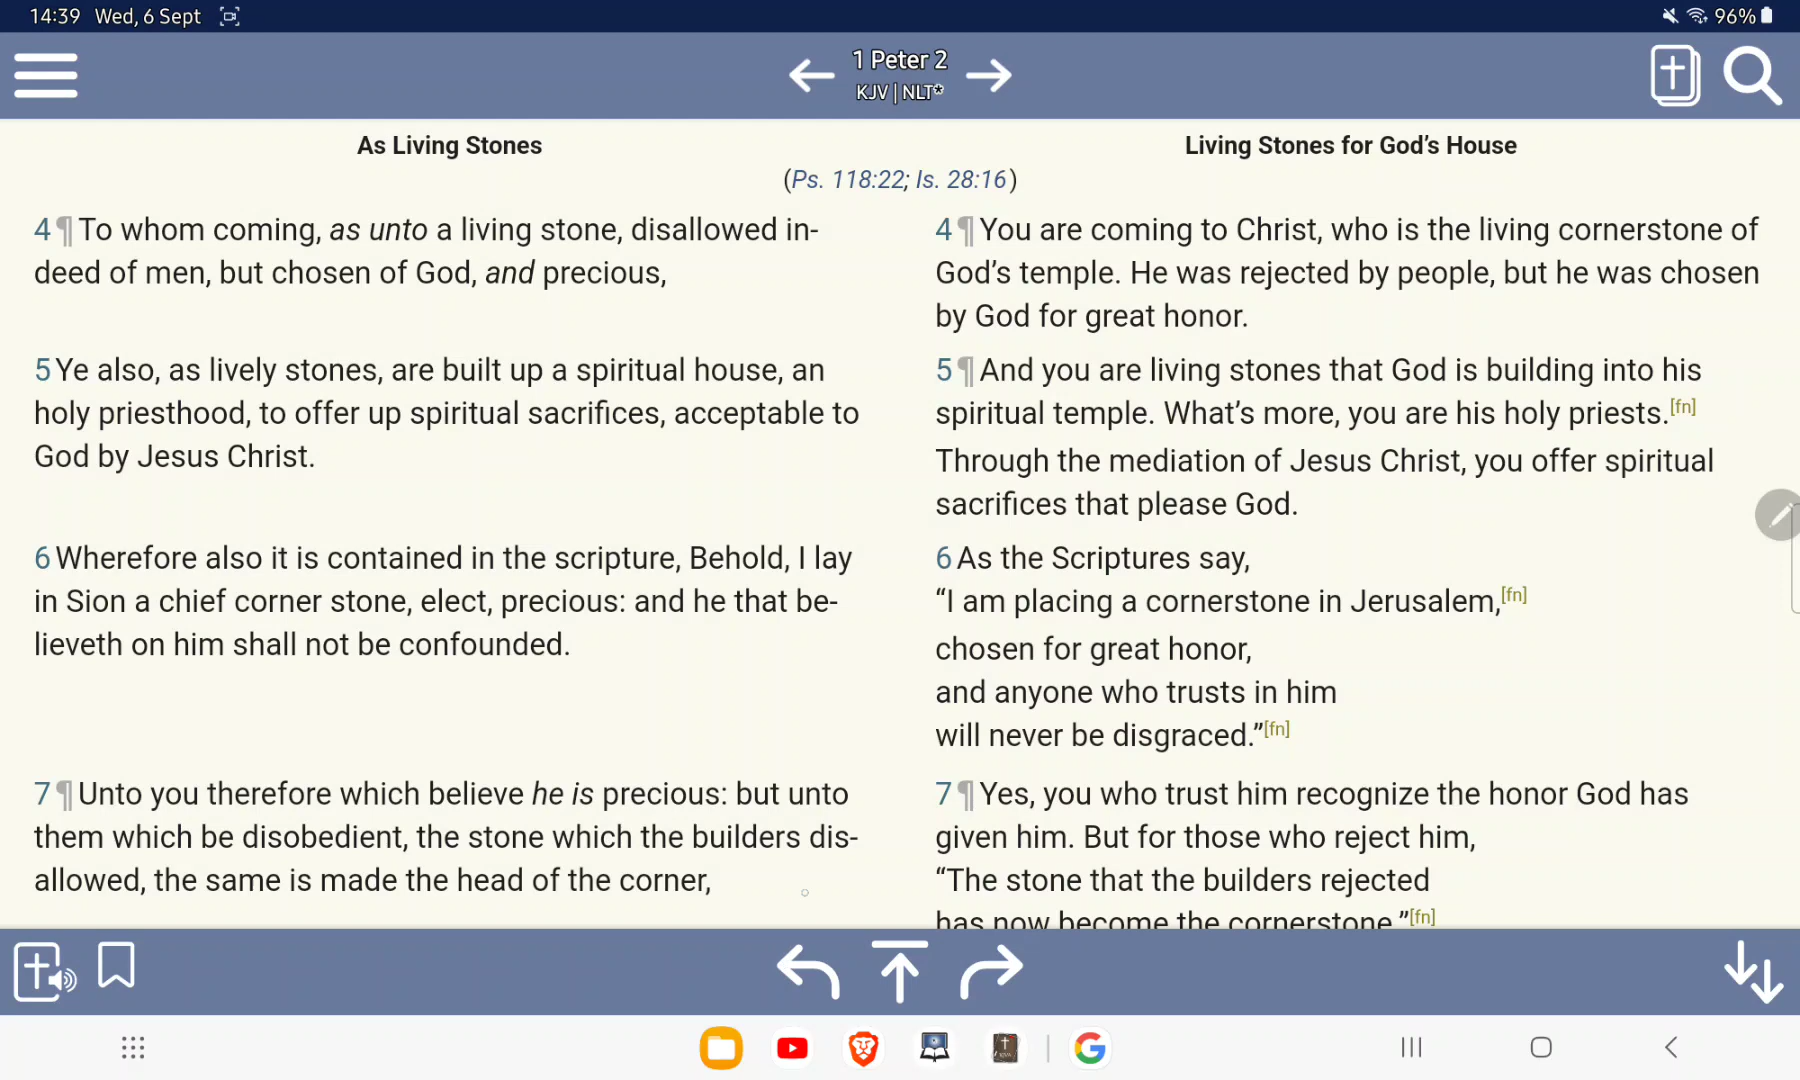 14:39 Wed, 6 Sept
96%
1 Peter 2
KJV | NLT*
As Living Stones
Living Stones for God’s House
(Ps. 118:22; Is. 28:16)
4 ¶ To whom coming, as unto a living stone, disallowed in-
deed of men, but chosen of God, and precious,
5 Ye also, as lively stones, are built up a spiritual house, an
holy priesthood, to offer up spiritual sacrifices, acceptable to
God by Jesus Christ.
6 Wherefore also it is contained in the scripture, Behold, I lay
in Sion a chief corner stone, elect, precious: and he that be-
lieveth on him shall not be confounded.
7 ¶ Unto you therefore which believe he is precious: but unto
them which be disobedient, the stone which the builders dis-
allowed, the same is made the head of the corner,
4 ¶ You are coming to Christ, who is the living cornerstone of
God’s temple. He was rejected by people, but he was chosen
by God for great honor.
5 ¶ And you are living stones that God is building into his
spiritual temple. What’s more, you are his holy priests.[fn]
Through the mediation of Jesus Christ, you offer spiritual
sacrifices that please God.
6 As the Scriptures say,
“I am placing a cornerstone in Jerusalem,[fn]
chosen for great honor,
and anyone who trusts in him
will never be disgraced.”[fn]
7 ¶ Yes, you who trust him recognize the honor God has
given him. But for those who reject him,
“The stone that the builders rejected
has now become the cornerstone.”[fn]